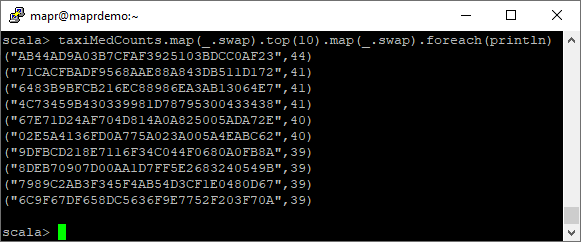 mapr@maprdemo:~
scala> taxiMedCounts.map(_.swap).top(10).map(_.swap).foreach(println)
("AB44AD9A03B7CFAF3925103BDCC0AF23",44)
("71CACFBADF9568AAE88A843DB511D172",41)
("6483B9BFCB216EC88986EA3AB13064E7",41)
("4C73459B430339981D78795300433438",41)
("67E71D24AF704D814A0A825005ADA72E",40)
("02E5A4136FD0A775A023A005A4EABC62",40)
("9DFBCD218E7116F34C044F0680A0FB8A",39)
("8DEB70907D00AA1D7FF5E2683240549B",39)
("7989C2AB3F345F4AB54D3CF1E0480D67",39)
("6C9F67DF658DC5636F9E7752F203F70A",39)
scala>